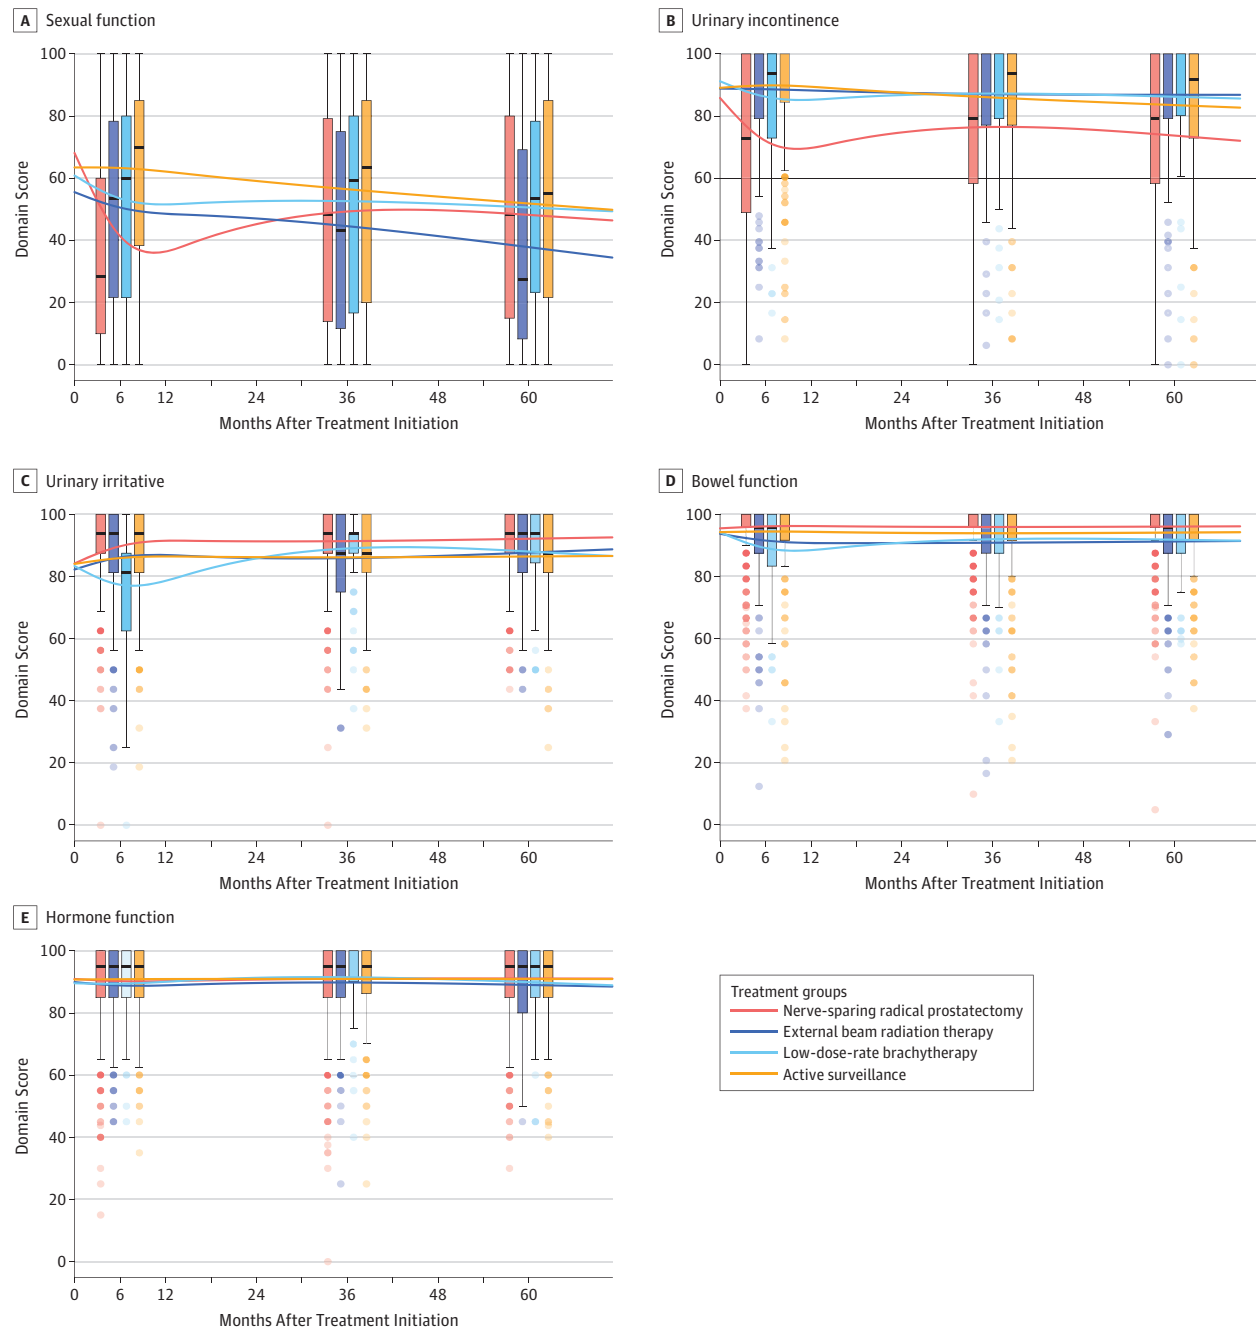 A Sexual function
100
80
60
40
20
0
Domain Score
0 6 12 24 36 48 60
Months After Treatment Initiation
B Urinary incontinence
100
80
60
40
20
0
Domain Score
0 6 12 24 36 48 60
Months After Treatment Initiation
C Urinary irritative
100
80
60
40
20
0
Domain Score
0 6 12 24 36 48 60
Months After Treatment Initiation
D Bowel function
100
80
60
40
20
0
Domain Score
0 6 12 24 36 48 60
Months After Treatment Initiation
E Hormone function
100
80
60
40
20
0
Domain Score
0 6 12 24 36 48 60
Months After Treatment Initiation
Treatment groups
Nerve-sparing radical prostatectomy
External beam radiation therapy
Low-dose-rate brachytherapy
Active surveillance